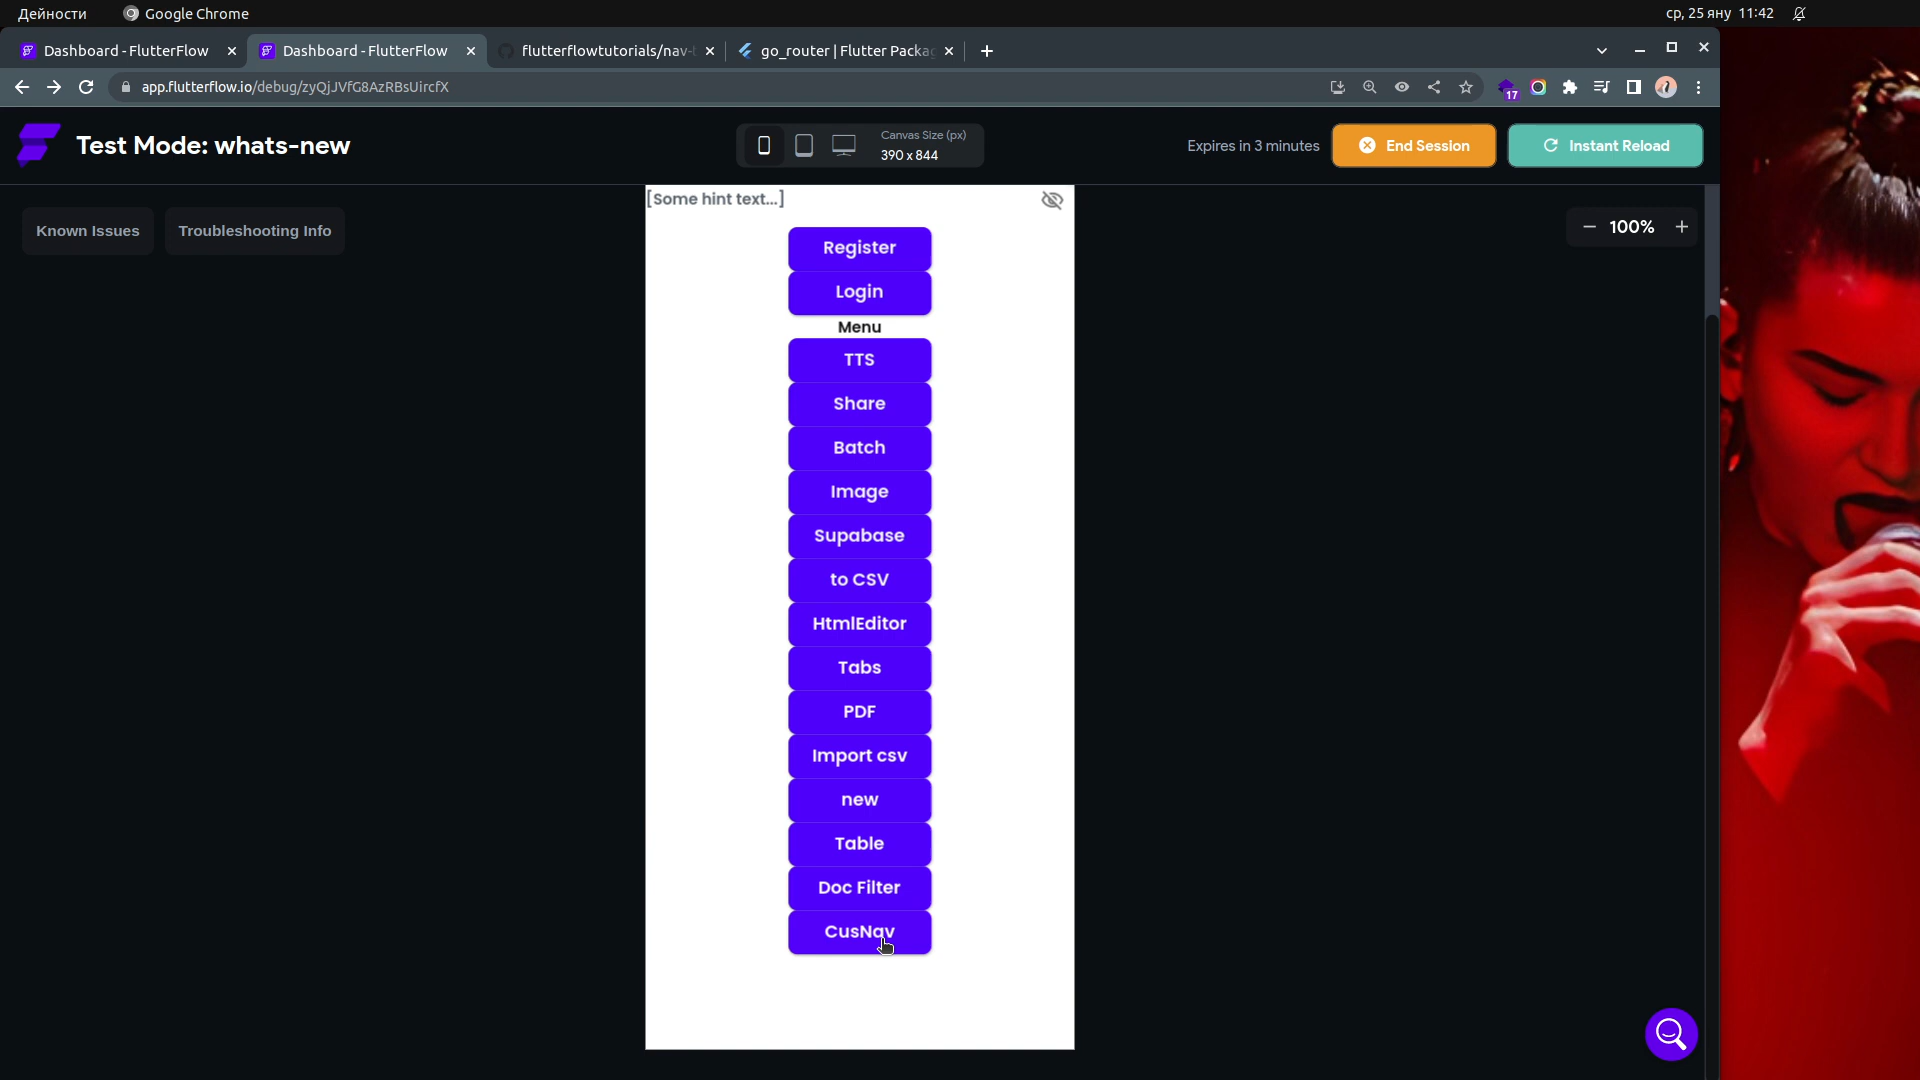 Дейности
Google Chrome
ср, 25 яну 11:42
Dashboard - FlutterFlow
Dashboard - FlutterFlow
flutterflowtutorials/nav-
go_router | Flutter Packag
app.flutterflow.io/debug/zyQjJVfG8AzRBsUircfX
17
Test Mode: whats-new
Canvas Size (px)
390 x 844
Expires in 3 minutes
End Session
Instant Reload
Known Issues
Troubleshooting Info
100%
[Some hint text...]
Register
Login
Menu
TTS
Share
Batch
Image
Supabase
to CSV
HtmlEditor
Tabs
PDF
Import csv
new
Table
Doc Filter
CusNav